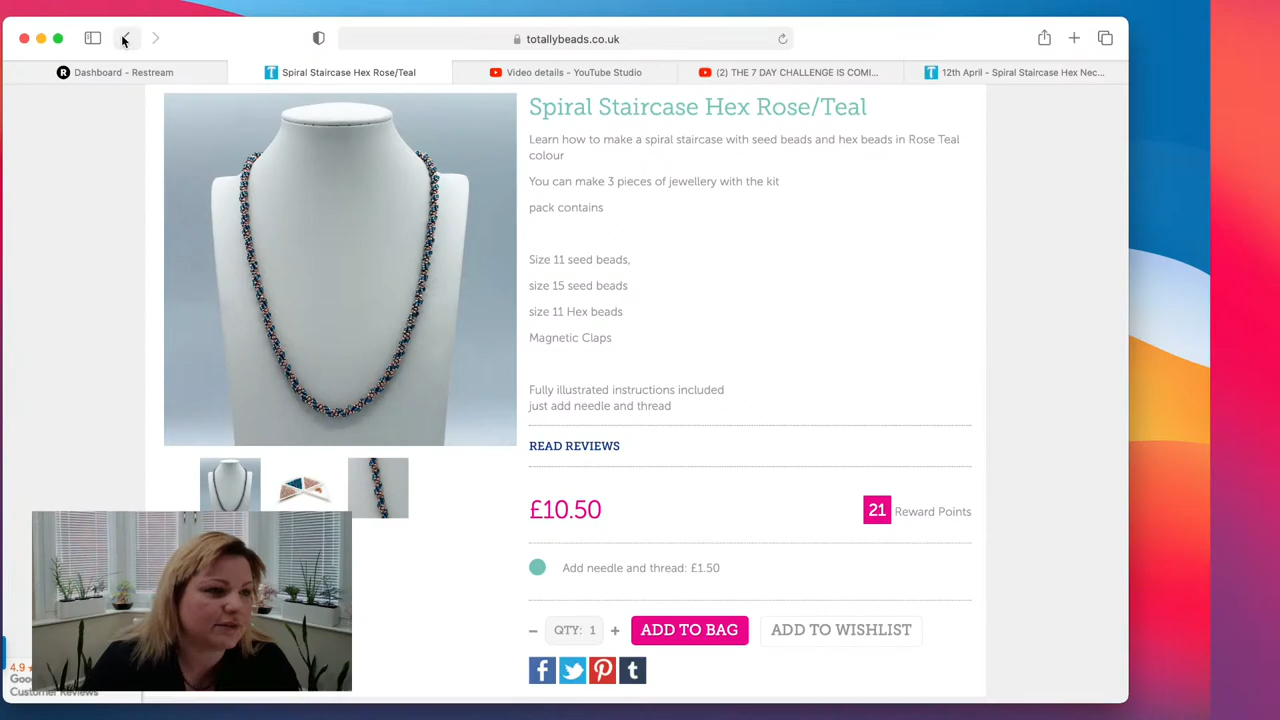 totallybeads.co.uk
Dashboard - Restream
Spiral Staircase Hex Rose/Teal
Video details - YouTube Studio
(2) THE 7 DAY CHALLENGE IS COMI...
12th April - Spiral Staircase Hex Nec...
Spiral Staircase Hex Rose/Teal
Learn how to make a spiral staircase with seed beads and hex beads in Rose Teal
colour
You can make 3 pieces of jewellery with the kit
pack contains
Size 11 seed beads,
size 15 seed beads
size 11 Hex beads
Magnetic Claps
Fully illustrated instructions included
just add needle and thread
READ REVIEWS
£10.50
21 Reward Points
Add needle and thread: £1.50
− QTY: 1 +
ADD TO BAG
ADD TO WISHLIST
4.9
Customer Reviews